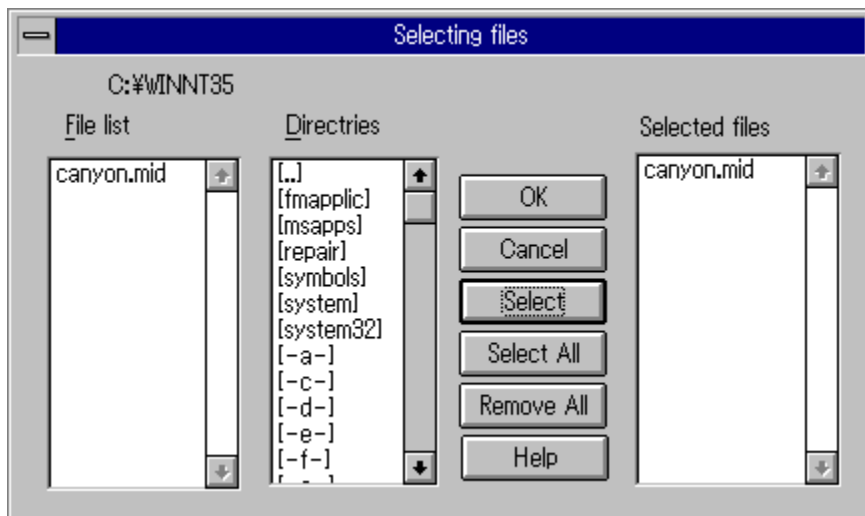 Selecting files
C:¥WINNT35
File list
Directries
Selected files
canyon.mid
[..]
[fmapplic]
[msapps]
[repair]
[symbols]
[system]
[system32]
[-a-]
[-c-]
[-d-]
[-e-]
[-f-]
OK
Cancel
Select
Select All
Remove All
Help
canyon.mid